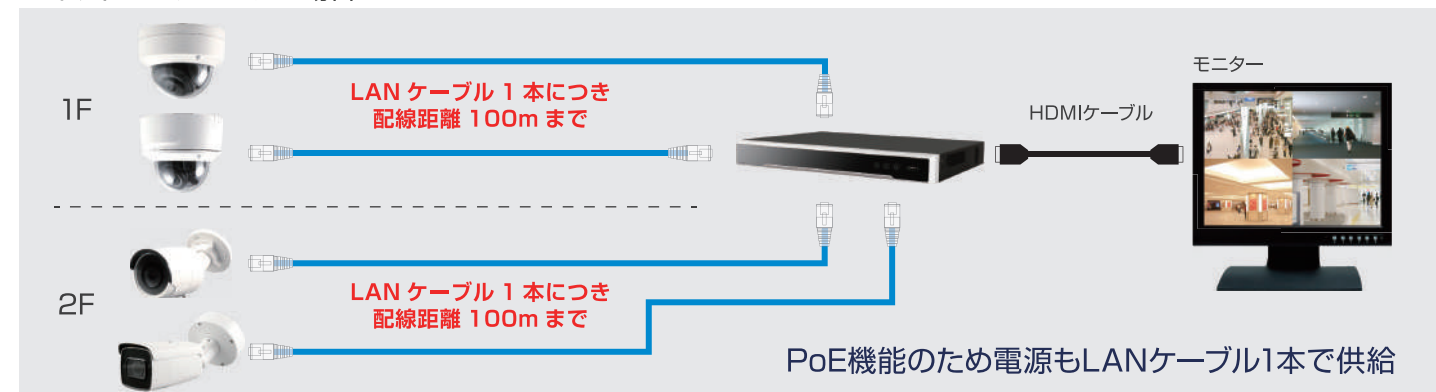 1F
LAN ケーブル 1 本につき
配線距離 100m まで
モニター
HDMIケーブル
2F
LAN ケーブル 1 本につき
配線距離 100m まで
PoE機能のため電源もLANケーブル1本で供給